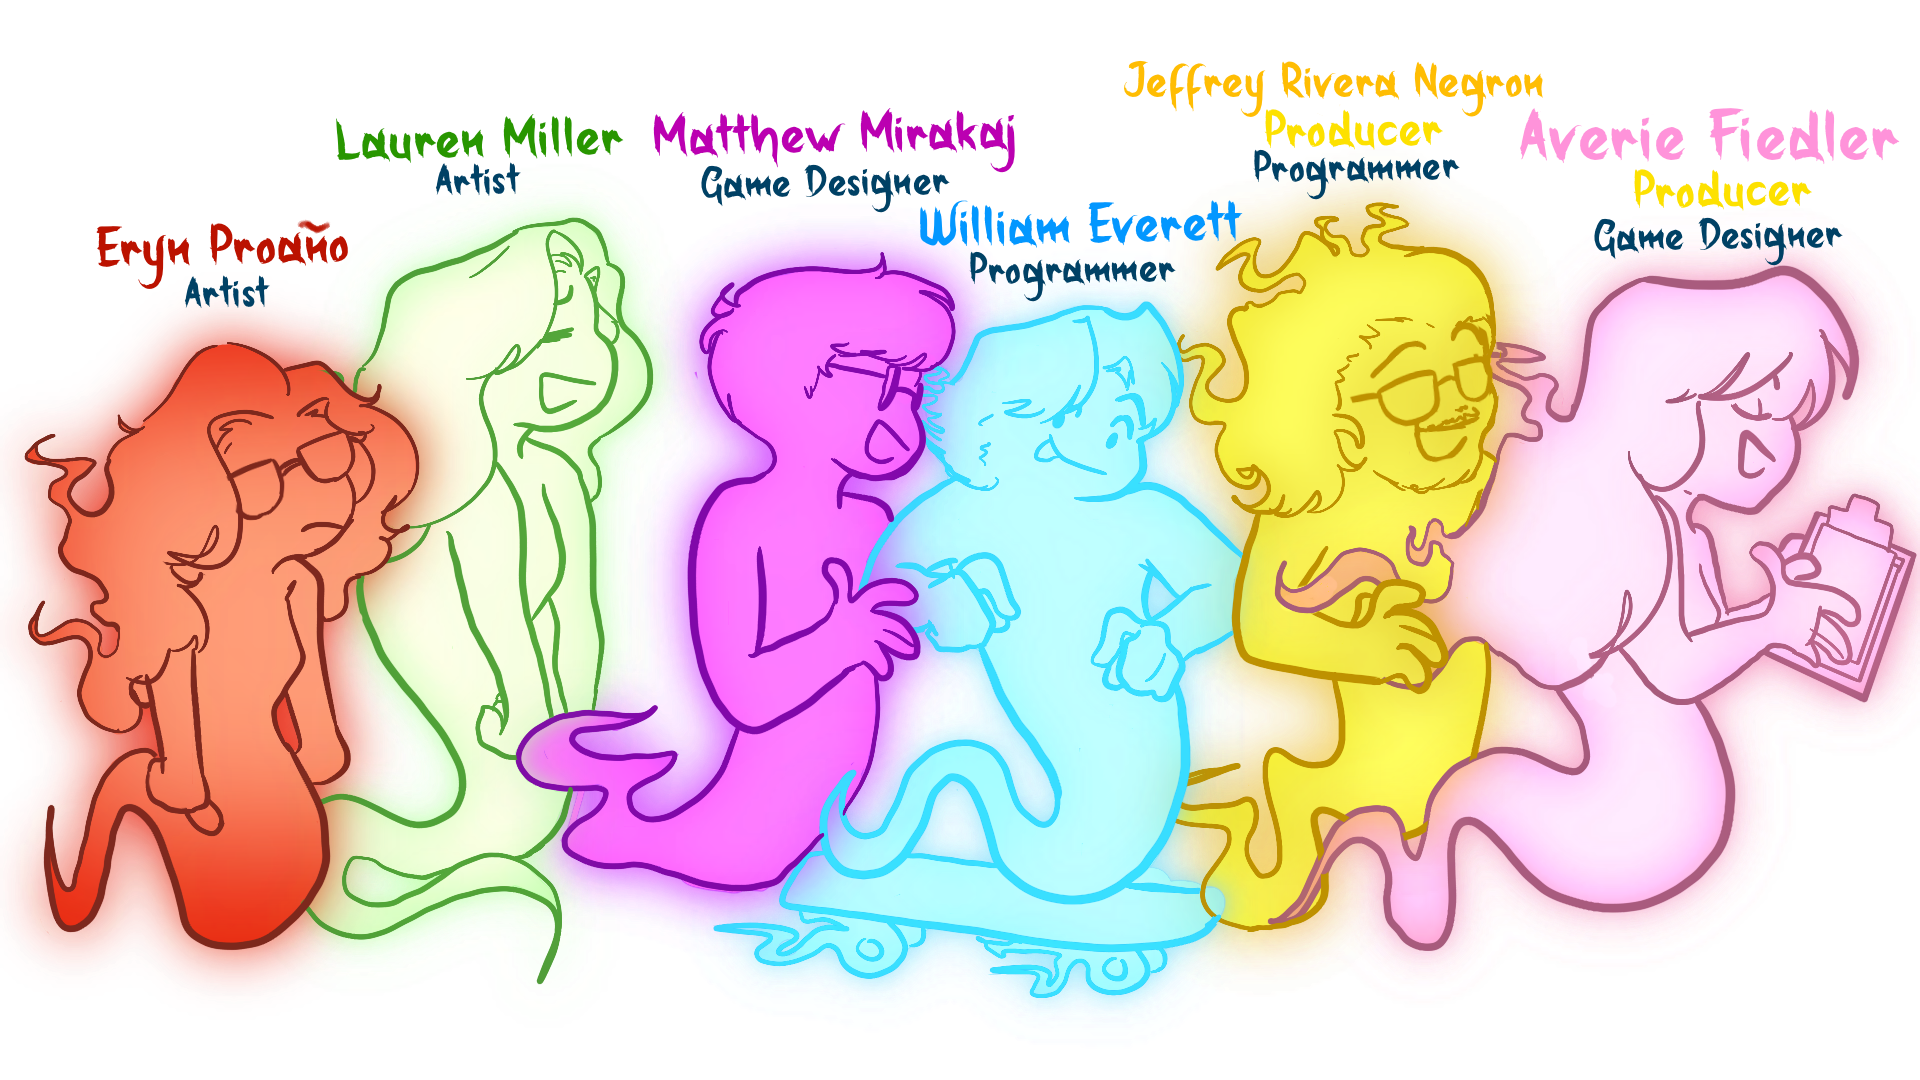 Eryn Proaño
Artist
Lauren Miller
Artist
Matthew Mirakaj
Game Designer
William Everett
Programmer
Jeffrey Rivera Negron
Producer
Programmer
Averie Fiedler
Producer
Game Designer